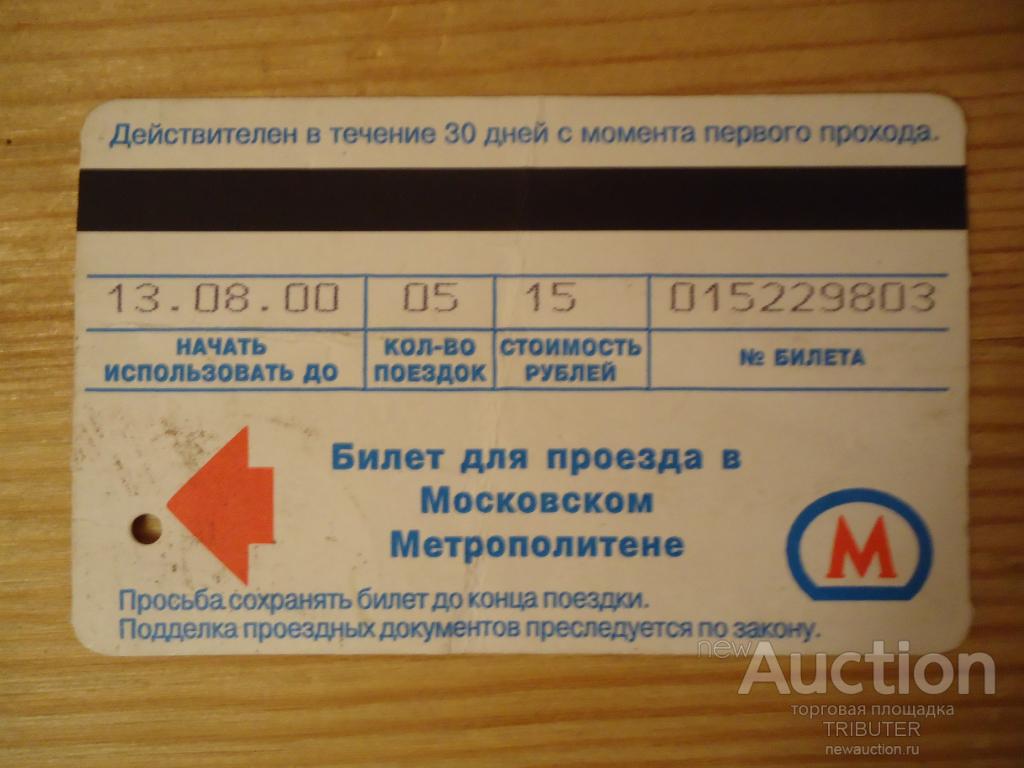 Действителен в течение 30 дней с момента первого прохода.
13.08.00 05 15 015229803
НАЧАТЬ ИСПОЛЬЗОВАТЬ ДО
КОЛ-ВО ПОЕЗДОК
СТОИМОСТЬ РУБЛЕЙ
№ БИЛЕТА
Билет для проезда в
Московском
Метрополитене
М
Просьба сохранять билет до конца поездки.
Подделка проездных документов преследуется по закону.
newAuction
торговая площадка
TRIBUTER
newauction.ru